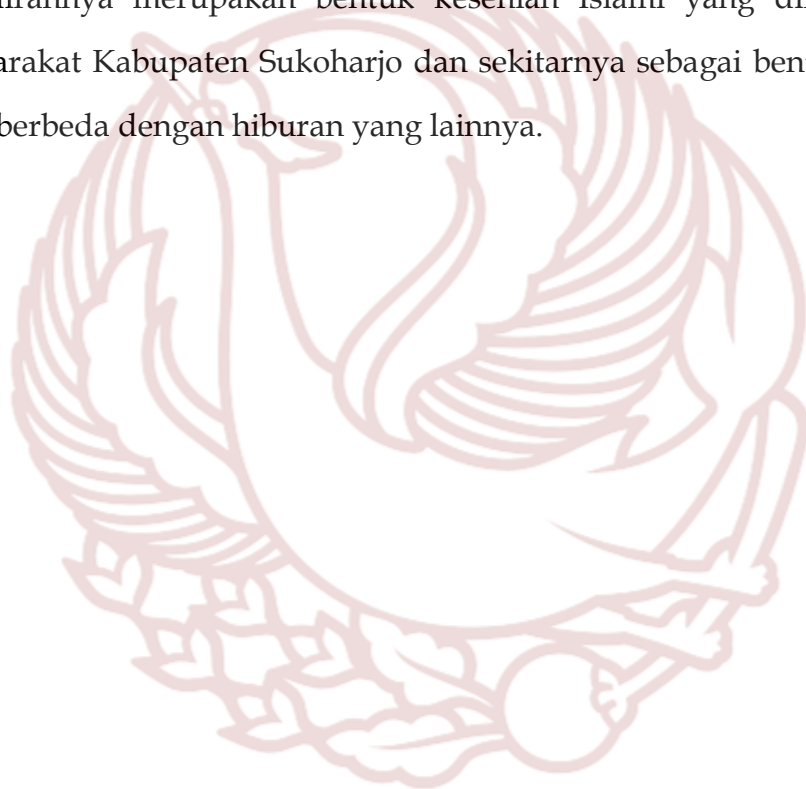 merupakan bentuk kesenian Islami yang
Kabupaten Sukoharjo dan sekitarnya sebagai
berbeda dengan hiburan yang lainnya.